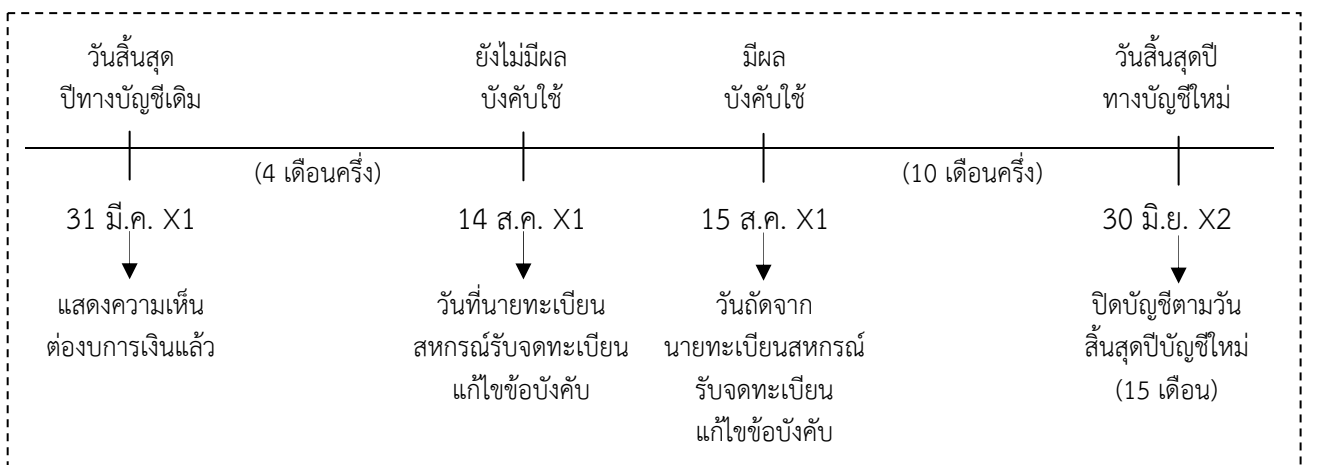 วันสิ้นสุด
ปีทางบัญชีเดิม
ยังไม่มีผล
บังคับใช้
มีผล
บังคับใช้
วันสิ้นสุดปี
ทางบัญชีใหม่
(4 เดือนครึ่ง)
(10 เดือนครึ่ง)
31 มี.ค. X1
14 ส.ค. X1
15 ส.ค. X1
30 มิ.ย. X2
แสดงความเห็น
ต่องบการเงินแล้ว
วันที่นายทะเบียน
สหกรณ์รับจดทะเบียน
แก้ไขข้อบังคับ
วันถัดจาก
นายทะเบียนสหกรณ์
รับจดทะเบียน
แก้ไขข้อบังคับ
ปิดบัญชีตามวัน
สิ้นสุดปีบัญชีใหม่
(15 เดือน)